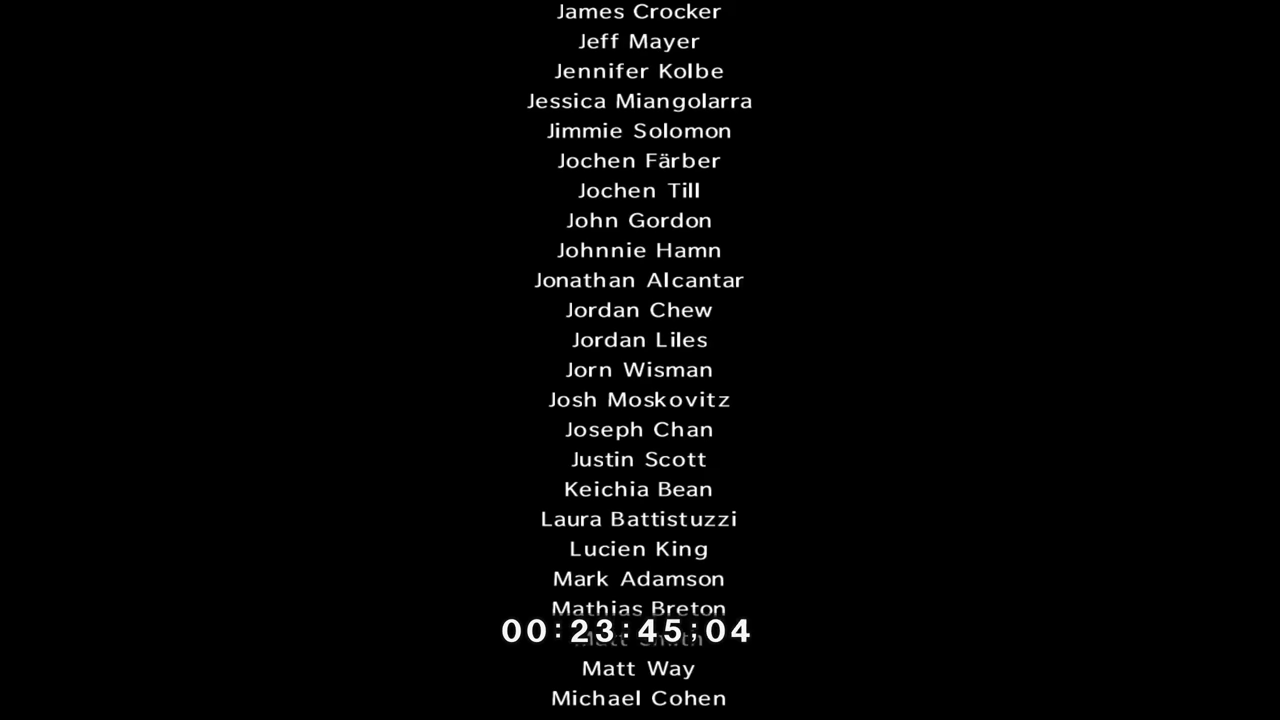 James Crocker
Jeff Mayer
Jennifer Kolbe
Jessica Miangolarra
Jimmie Solomon
Jochen Färber
Jochen Till
John Gordon
Johnnie Hamn
Jonathan Alcantar
Jordan Chew
Jordan Liles
Jorn Wisman
Josh Moskovitz
Joseph Chan
Justin Scott
Keichia Bean
Laura Battistuzzi
Lucien King
Mark Adamson
Mathias Breton
00:23:45;04
Matt Smith
Matt Way
Michael Cohen